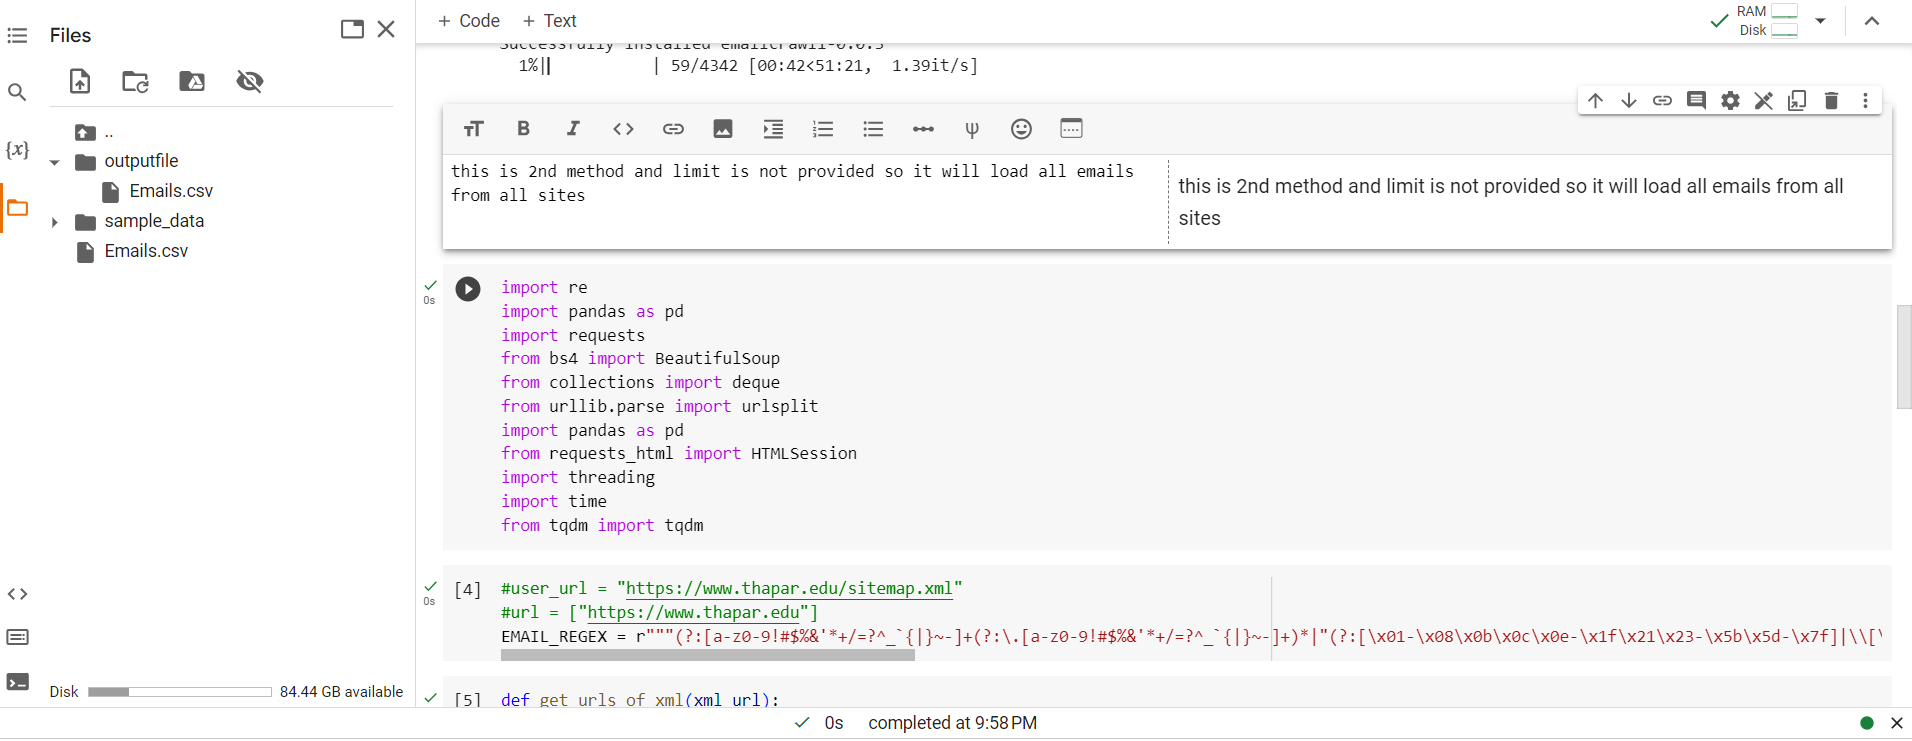 Files
+ Code + Text
RAM
Disk
Successfully installed emailcrawl1-0.0.3
1%| | 59/4342 [00:42<51:21, 1.39it/s]
..
outputfile
Emails.csv
sample_data
Emails.csv
{x}
this is 2nd method and limit is not provided so it will load all emails
from all sites
this is 2nd method and limit is not provided so it will load all emails from all
sites
0s
import re
import pandas as pd
import requests
from bs4 import BeautifulSoup
from collections import deque
from urllib.parse import urlsplit
import pandas as pd
from requests_html import HTMLSession
import threading
import time
from tqdm import tqdm
0s
[4] #user_url = "https://www.thapar.edu/sitemap.xml"
#url = ["https://www.thapar.edu"]
EMAIL_REGEX = r"""(?:[a-z0-9!#$%&'*+/=?^_`{|}~-]+(?:\.[a-z0-9!#$%&'*+/=?^_`{|}~-]+)*|"(?:[\x01-\x08\x0b\x0c\x0e-\x1f\x21\x23-\x5b\x5d-\x7f]|\\[\
[5] def get_urls_of_xml(xml_url):
Disk 84.44 GB available
0s completed at 9:58 PM